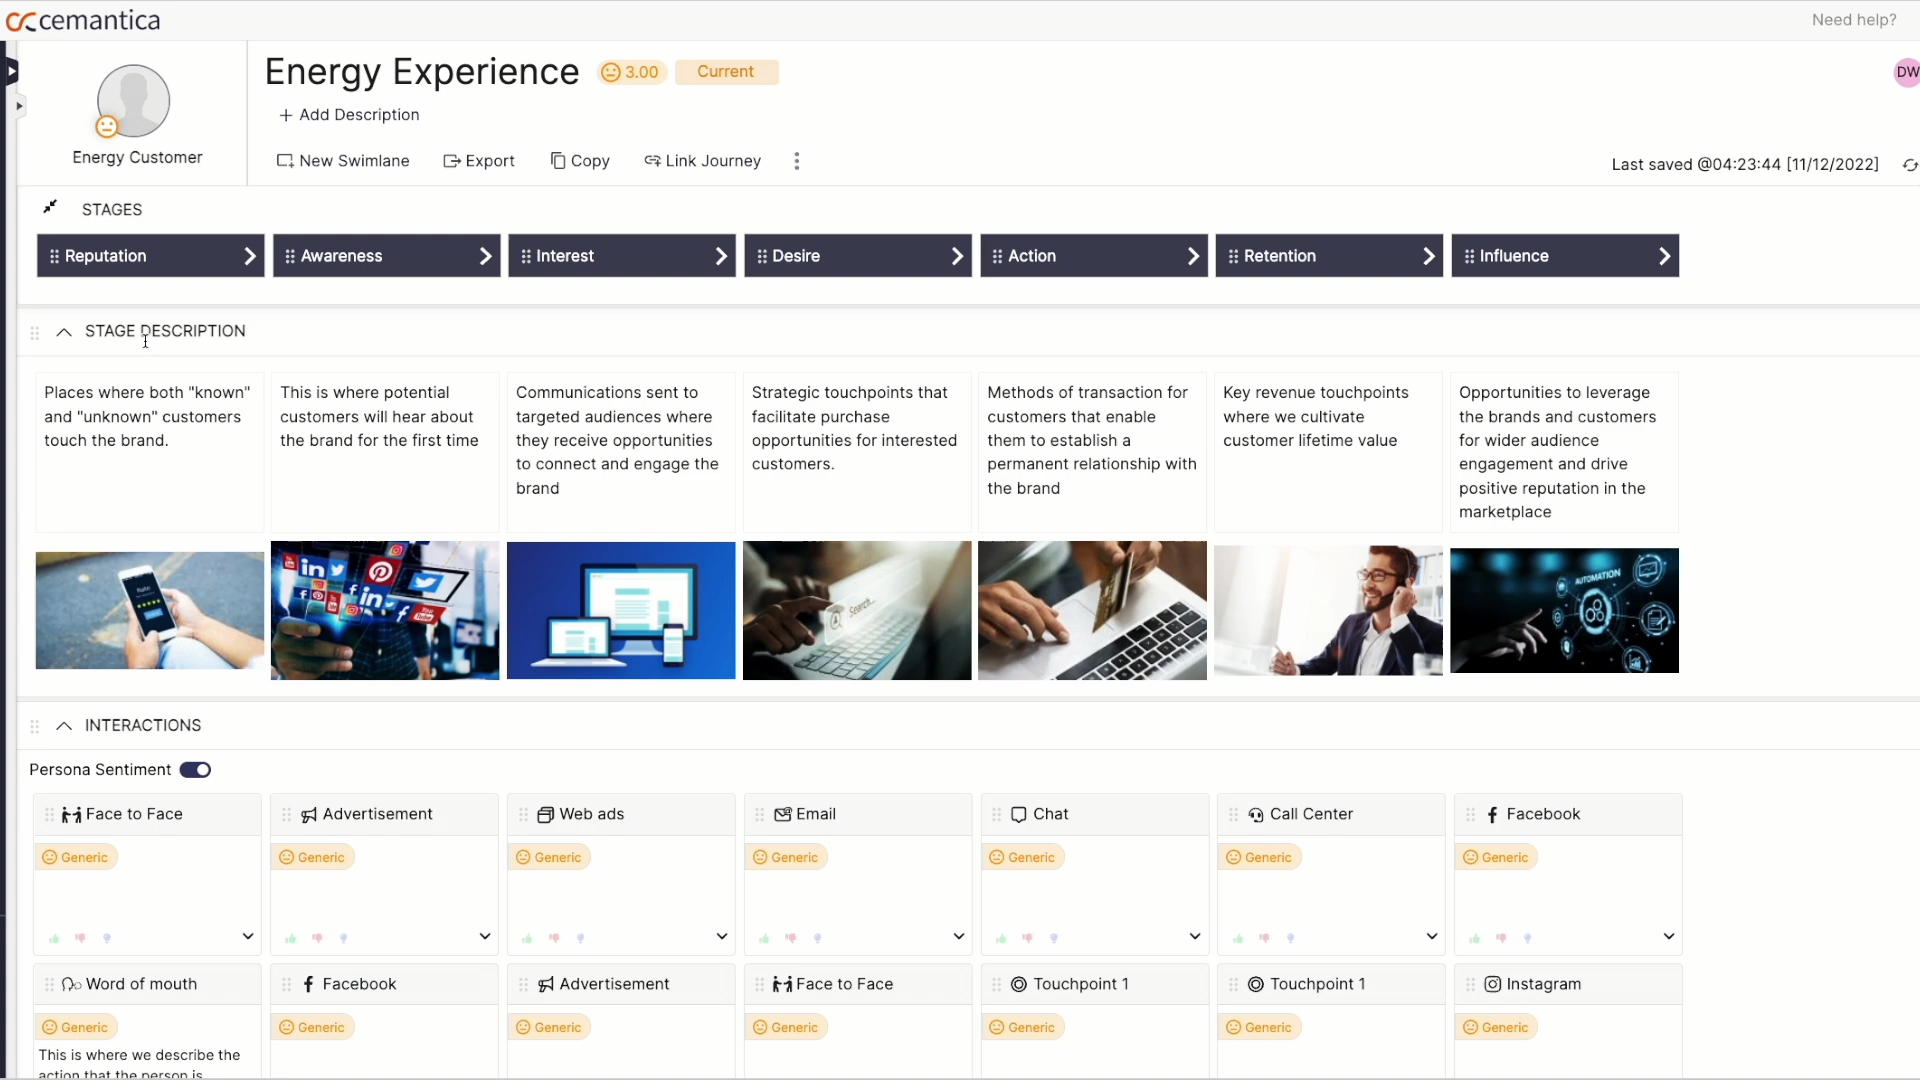 cemantica
Need help?
Energy Experience
3.00
Current
DW
+ Add Description
Energy Customer
New Swimlane
Export
Copy
Link Journey
Last saved @04:23:44 [11/12/2022]
STAGES
Reputation
Awareness
Interest
Desire
Action
Retention
Influence
STAGE DESCRIPTION
Places where both "known"
and "unknown" customers
touch the brand.
This is where potential
customers will hear about
the brand for the first time
Communications sent to
targeted audiences where
they receive opportunities
to connect and engage the
brand
Strategic touchpoints that
facilitate purchase
opportunities for interested
customers.
Methods of transaction for
customers that enable
them to establish a
permanent relationship with
the brand
Key revenue touchpoints
where we cultivate
customer lifetime value
Opportunities to leverage
the brands and customers
for wider audience
engagement and drive
positive reputation in the
marketplace
Search...
AUTOMATION
INTERACTIONS
Persona Sentiment
Face to Face
Advertisement
Web ads
Email
Chat
Call Center
Facebook
Generic
Generic
Generic
Generic
Generic
Generic
Generic
Word of mouth
Facebook
Advertisement
Face to Face
Touchpoint 1
Touchpoint 1
Instagram
Generic
Generic
Generic
Generic
Generic
Generic
Generic
This is where we describe the
action that the person is